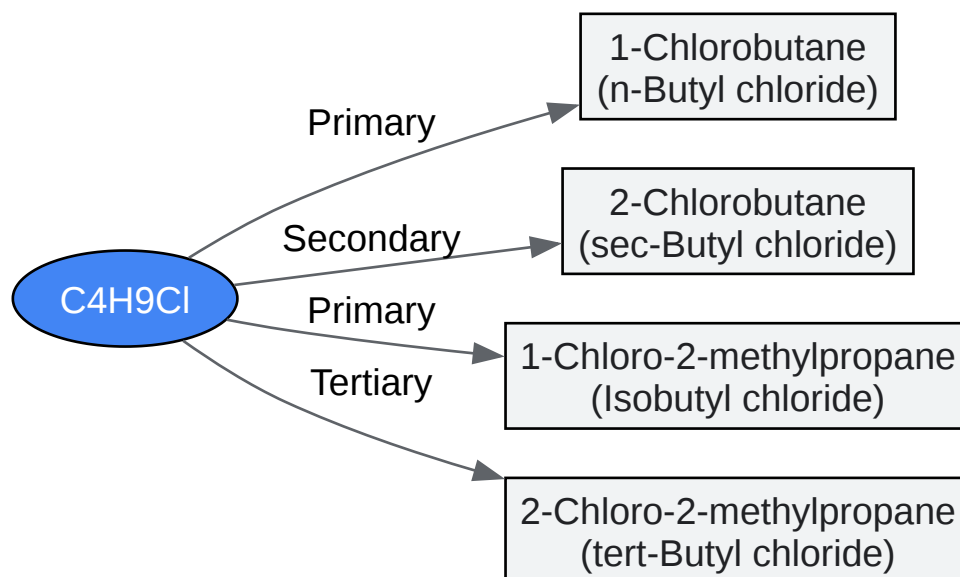 1-Chlorobutane
(n-Butyl chloride)
Primary
2-Chlorobutane
(sec-Butyl chloride)
Secondary
C4H9Cl
Primary
1-Chloro-2-methylpropane
(Isobutyl chloride)
Tertiary
2-Chloro-2-methylpropane
(tert-Butyl chloride)